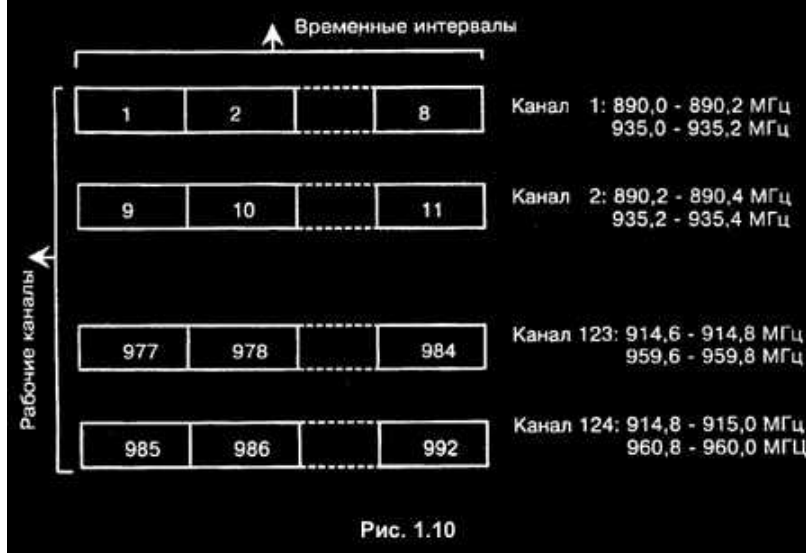 Временные интервалы
1 2 8
Канал 1: 890,0 - 890,2 МГц
935,0 - 935,2 МГц
9 10 11
Канал 2: 890,2 - 890,4 МГц
935,2 - 935,4 МГц
Рабочие каналы
977 978 984
Канал 123: 914,6 - 914,8 МГц
959,6 - 959,8 МГц
985 986 992
Канал 124: 914,8 - 915,0 МГц
960,8 - 960,0 МГЦ
Рис. 1.10